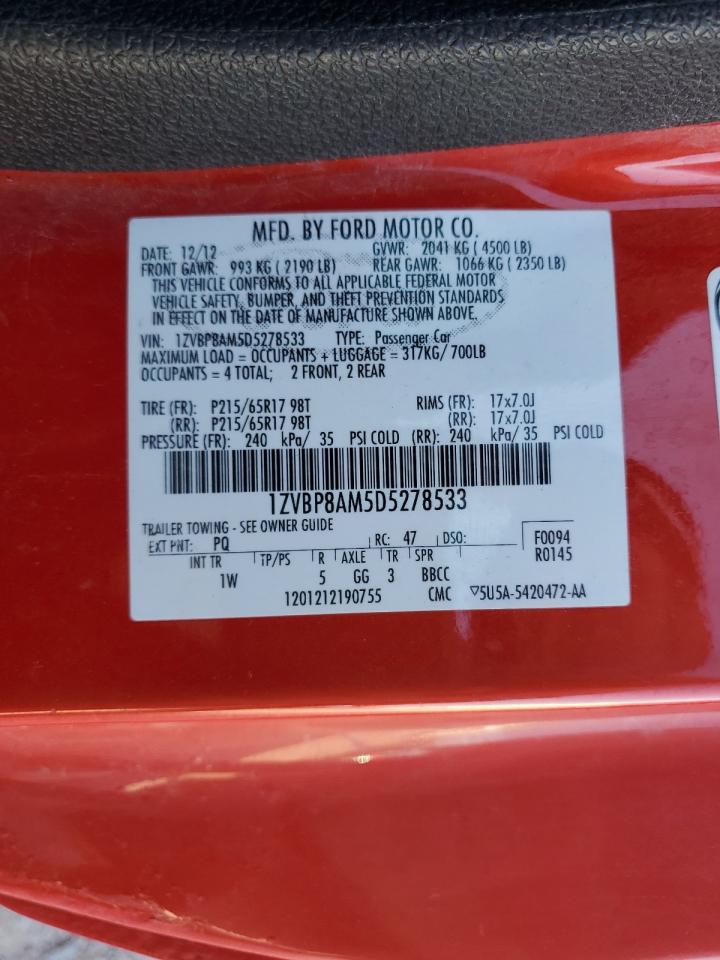 MFD. BY FORD MOTOR CO.
DATE: 12/12 GVWR: 2041 KG ( 4500 LB)
FRONT GAWR: 993 KG ( 2190 LB) REAR GAWR: 1066 KG ( 2350 LB)
THIS VEHICLE CONFORMS TO ALL APPLICABLE FEDERAL MOTOR
VEHICLE SAFETY, BUMPER, AND THEFT PREVENTION STANDARDS
IN EFFECT ON THE DATE OF MANUFACTURE SHOWN ABOVE.
VIN: 1ZVBP8AM5D5278533 TYPE: Passenger Car
MAXIMUM LOAD = OCCUPANTS + LUGGAGE = 317KG/ 700LB
OCCUPANTS = 4 TOTAL; 2 FRONT, 2 REAR
TIRE (FR): P215/65R17 98T RIMS (FR): 17x7.0J
(RR): P215/65R17 98T (RR): 17x7.0J
PRESSURE (FR): 240 kPa/ 35 PSI COLD (RR): 240 kPa/ 35 PSI COLD
1ZVBP8AM5D5278533
TRAILER TOWING - SEE OWNER GUIDE
EXT PNT: PQ RC: 47 DSO: F0094
INT TR TP/PS R AXLE TR SPR R0145
1W 5 GG 3 BBCC
1201212190755 CMC ▽5U5A-5420472-AA